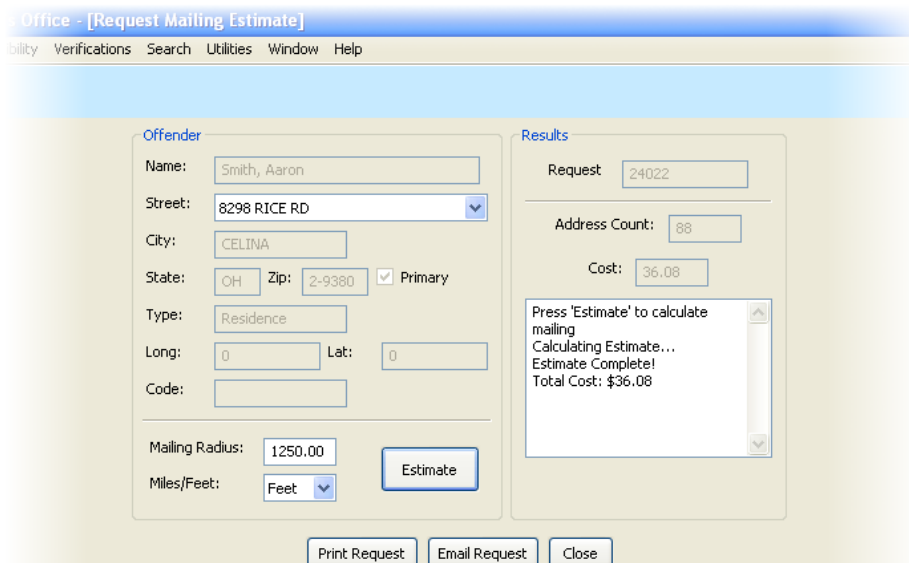 s Office - [Request Mailing Estimate]
bility Verifications Search Utilities Window Help
Offender
Name: Smith, Aaron
Street: 8298 RICE RD
City: CELINA
State: OH Zip: 2-9380 Primary
Type: Residence
Long: 0 Lat: 0
Code:
Mailing Radius: 1250.00
Miles/Feet: Feet
Estimate
Results
Request 24022
Address Count: 88
Cost: 36.08
Press 'Estimate' to calculate
mailing
Calculating Estimate...
Estimate Complete!
Total Cost: $36.08
Print Request Email Request Close